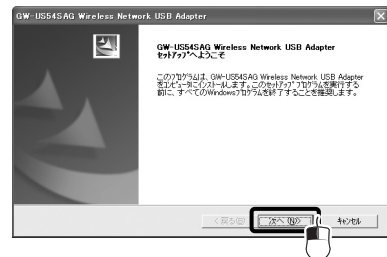 GW-US54SAG Wireless Network USB Adapter
GW-US54SAG Wireless Network USB Adapter
セットアップへようこそ
このプログラムは、GW-US54SAG Wireless Network USB Adapter
をコンピュータにインストールします。このセットアップ プログラムを実行する
前に、すべてのWindowsプログラムを終了することを推奨します。
< 戻る(B)
次へ (N)>
キャンセル